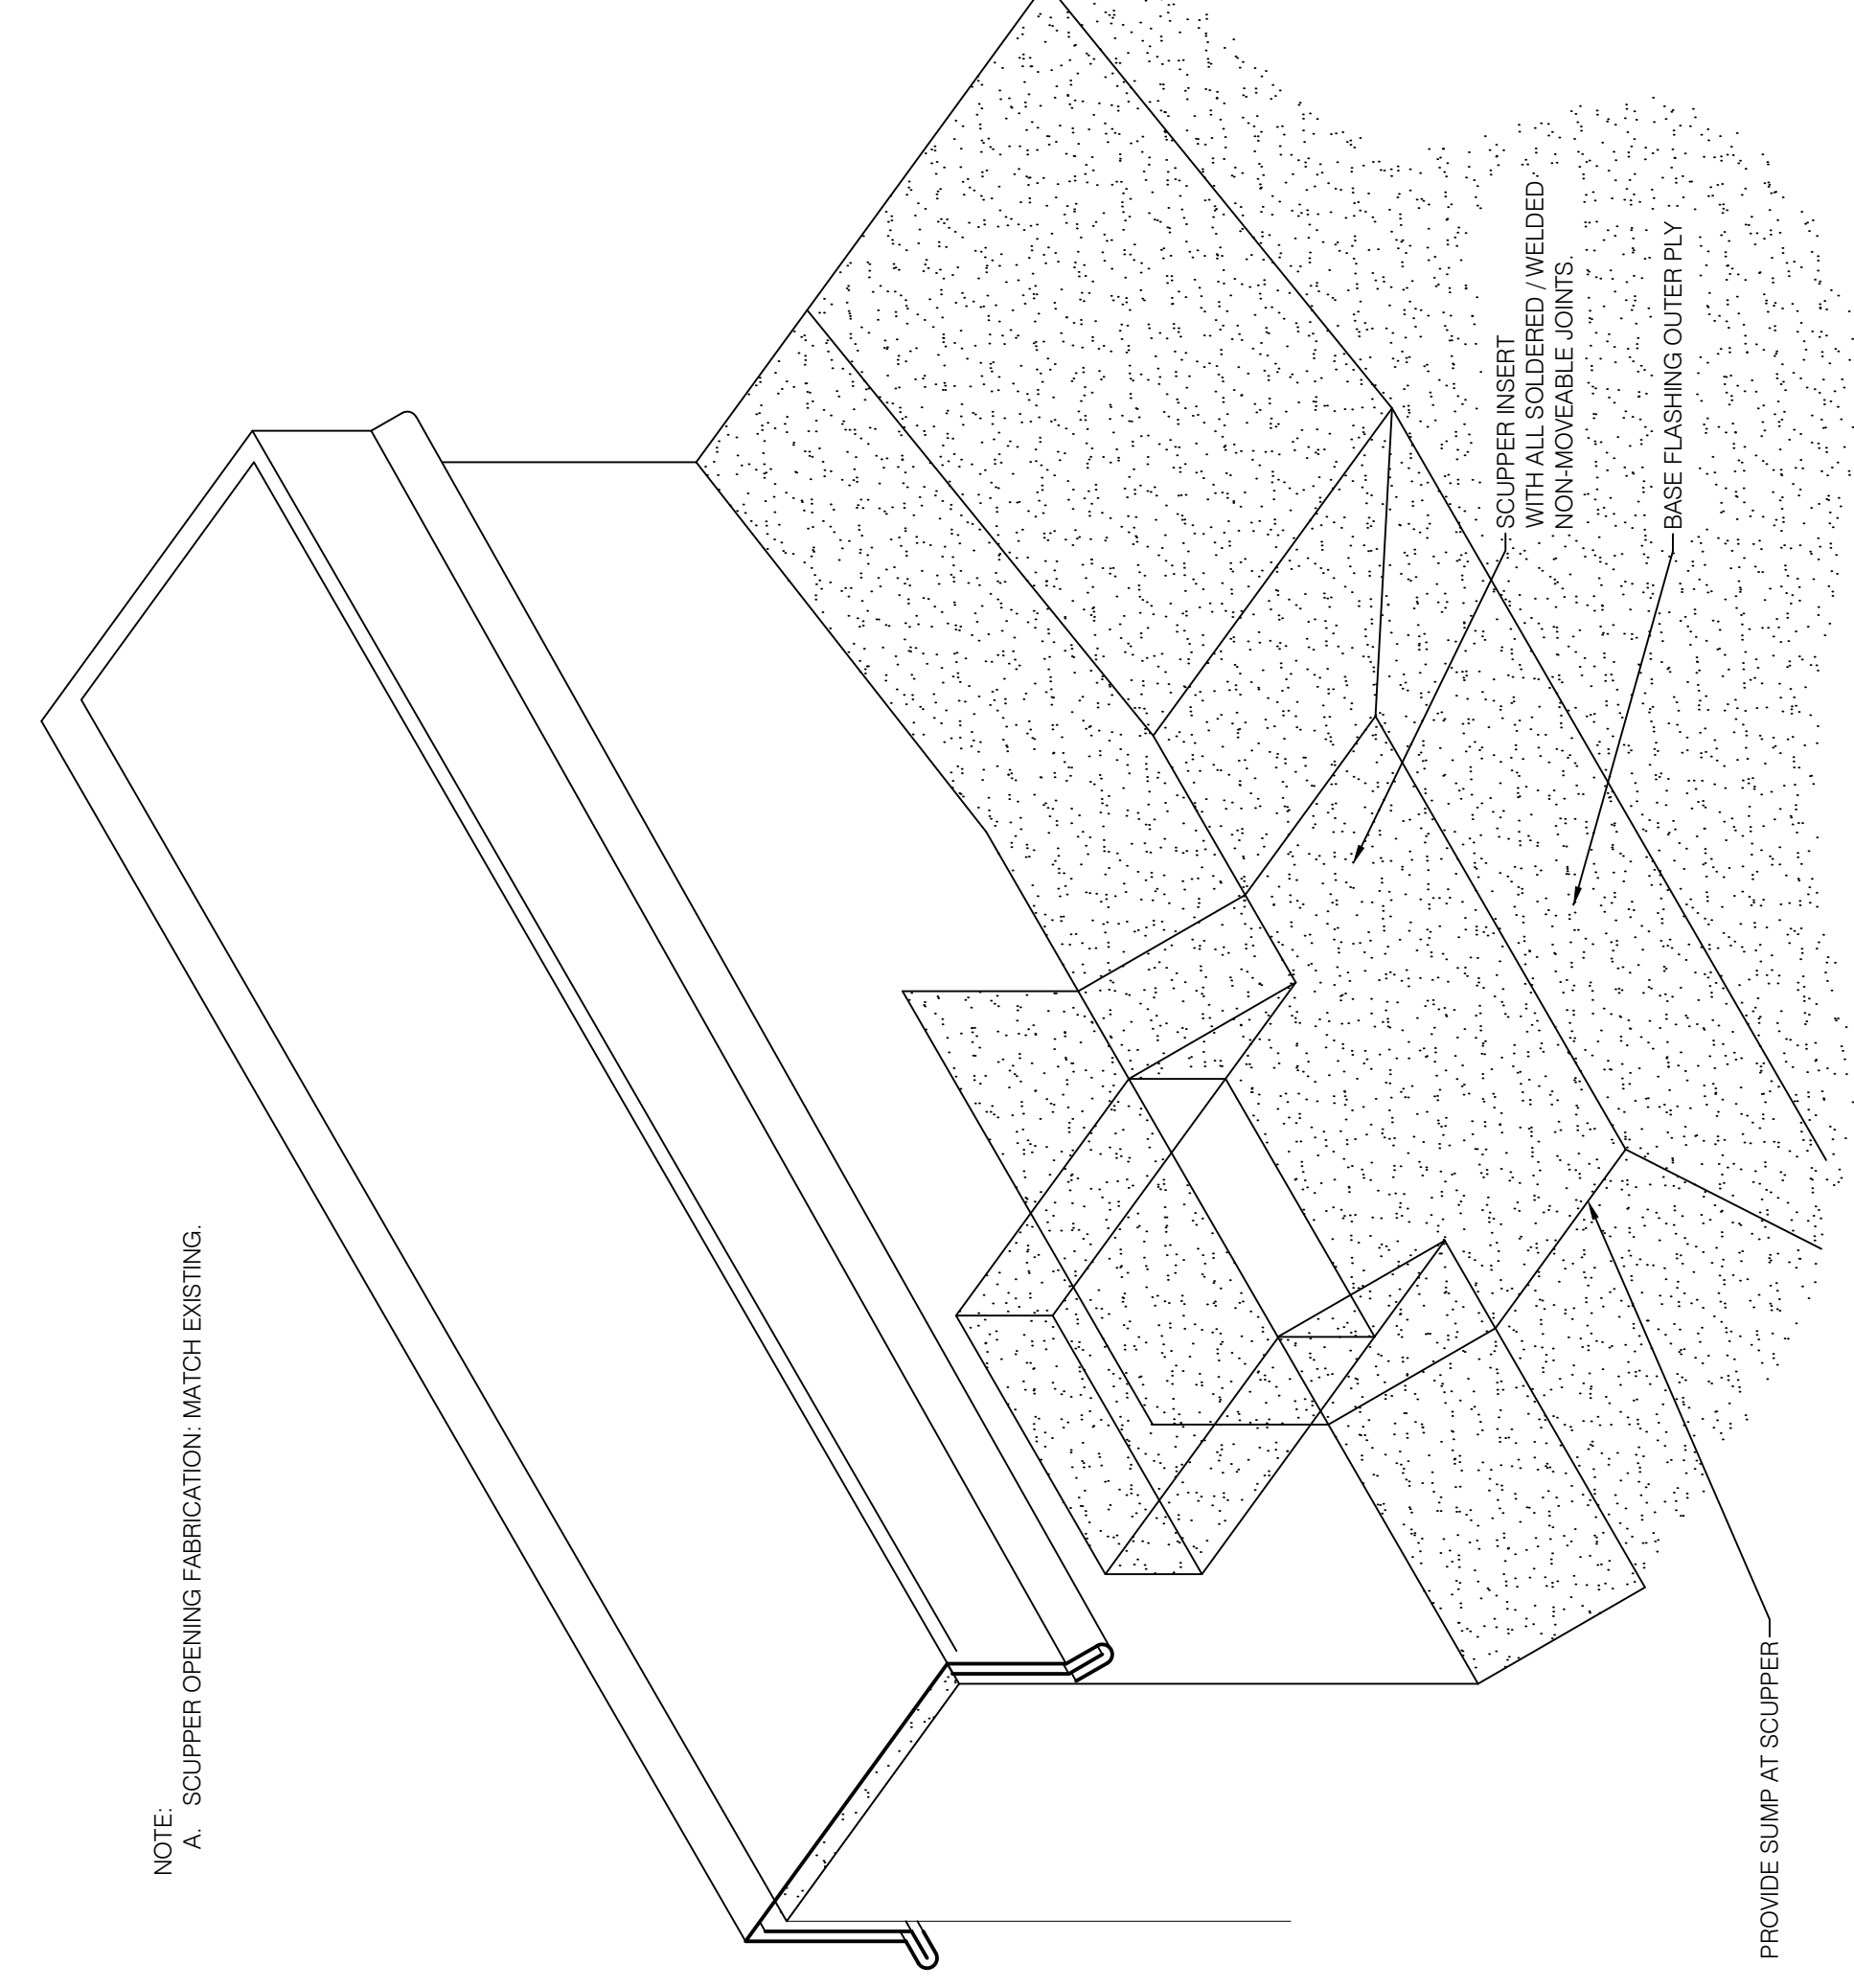 NOTE:
A. SCUPPER OPENING FABRICATION: MATCH EXISTING.
SCUPPER INSERT
WITH ALL SOLDERED / WELDED
NON-MOVEABLE JOINTS.
BASE FLASHING OUTER PLY
PROVIDE SUMP AT SCUPPER